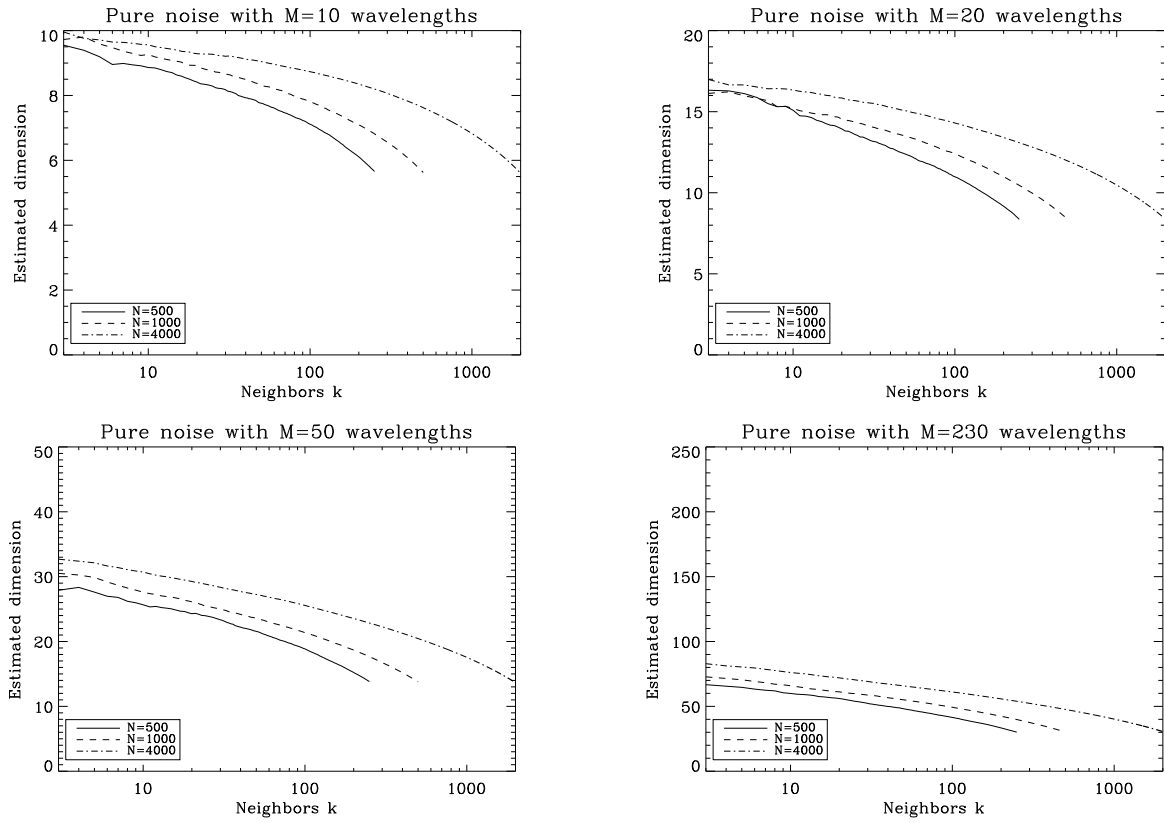 Pure noise with M=10 wavelengths
10
8
6
4
2
0
Estimated dimension
N=500
N=1000
N=4000
10 100 1000
Neighbors k
Pure noise with M=20 wavelengths
20
15
10
5
0
Estimated dimension
N=500
N=1000
N=4000
10 100 1000
Neighbors k
Pure noise with M=50 wavelengths
50
40
30
20
10
0
Estimated dimension
N=500
N=1000
N=4000
10 100 1000
Neighbors k
Pure noise with M=230 wavelengths
250
200
150
100
50
0
Estimated dimension
N=500
N=1000
N=4000
10 100 1000
Neighbors k